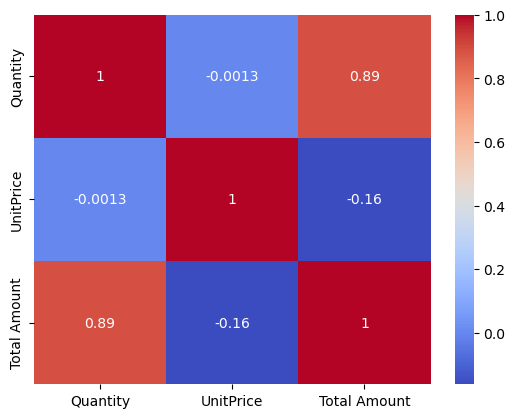 Quantity 1 -0.0013 0.89
UnitPrice -0.0013 1 -0.16
Total Amount 0.89 -0.16 1
Quantity UnitPrice Total Amount
1.0
0.8
0.6
0.4
0.2
0.0